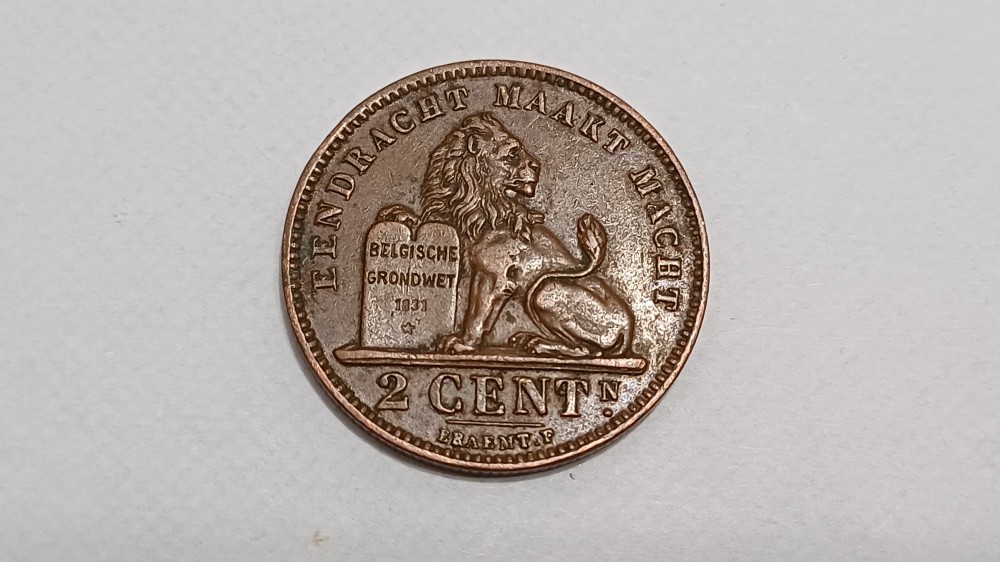 EENDRACHT MAAKT MACHT
BELGISCHE
GRONDWET
1831
2 CENTN
BRAEMT.F